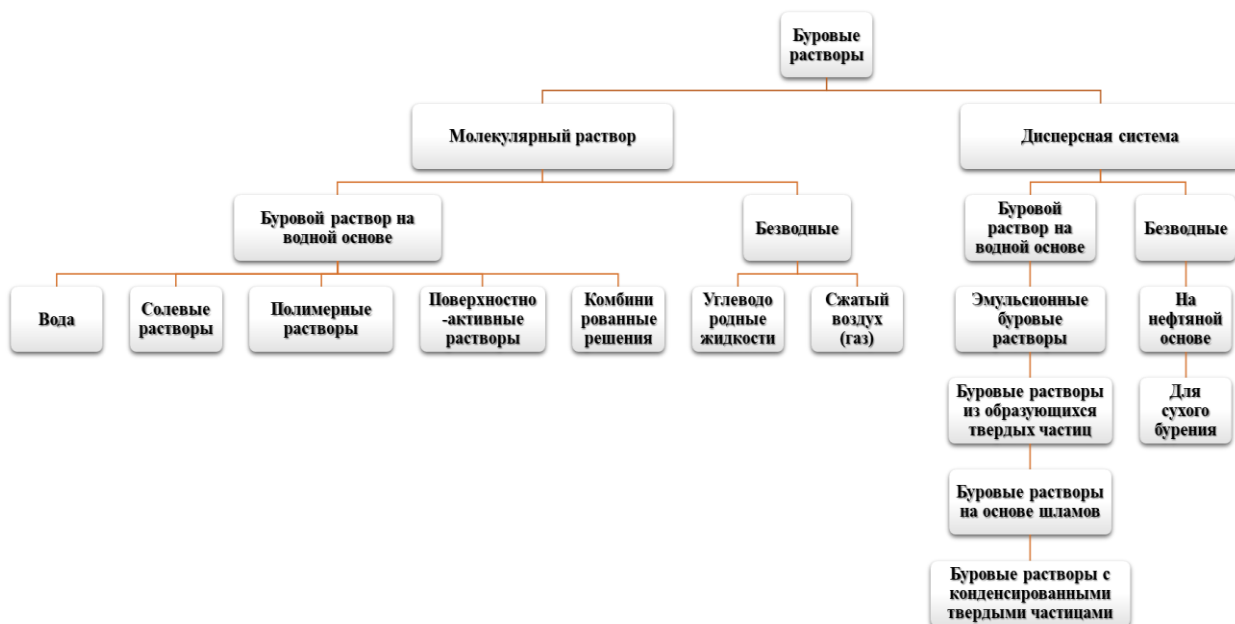 Буровые
растворы
Молекулярный раствор
Дисперсная система
Буровой раствор на
водной основе
Безводные
Буровой
раствор на
водной основе
Безводные
Вода
Солевые
растворы
Полимерные
растворы
Поверхностно
-активные
растворы
Комбини
рованные
решения
Углеводо
родные
жидкости
Сжатый
воздух
(газ)
Эмульсионные
буровые
растворы
На
нефтяной
основе
Буровые растворы
из образующихся
твердых частиц
Для
сухого
бурения
Буровые растворы
на основе шламов
Буровые растворы с
конденсированными
твердыми частицами